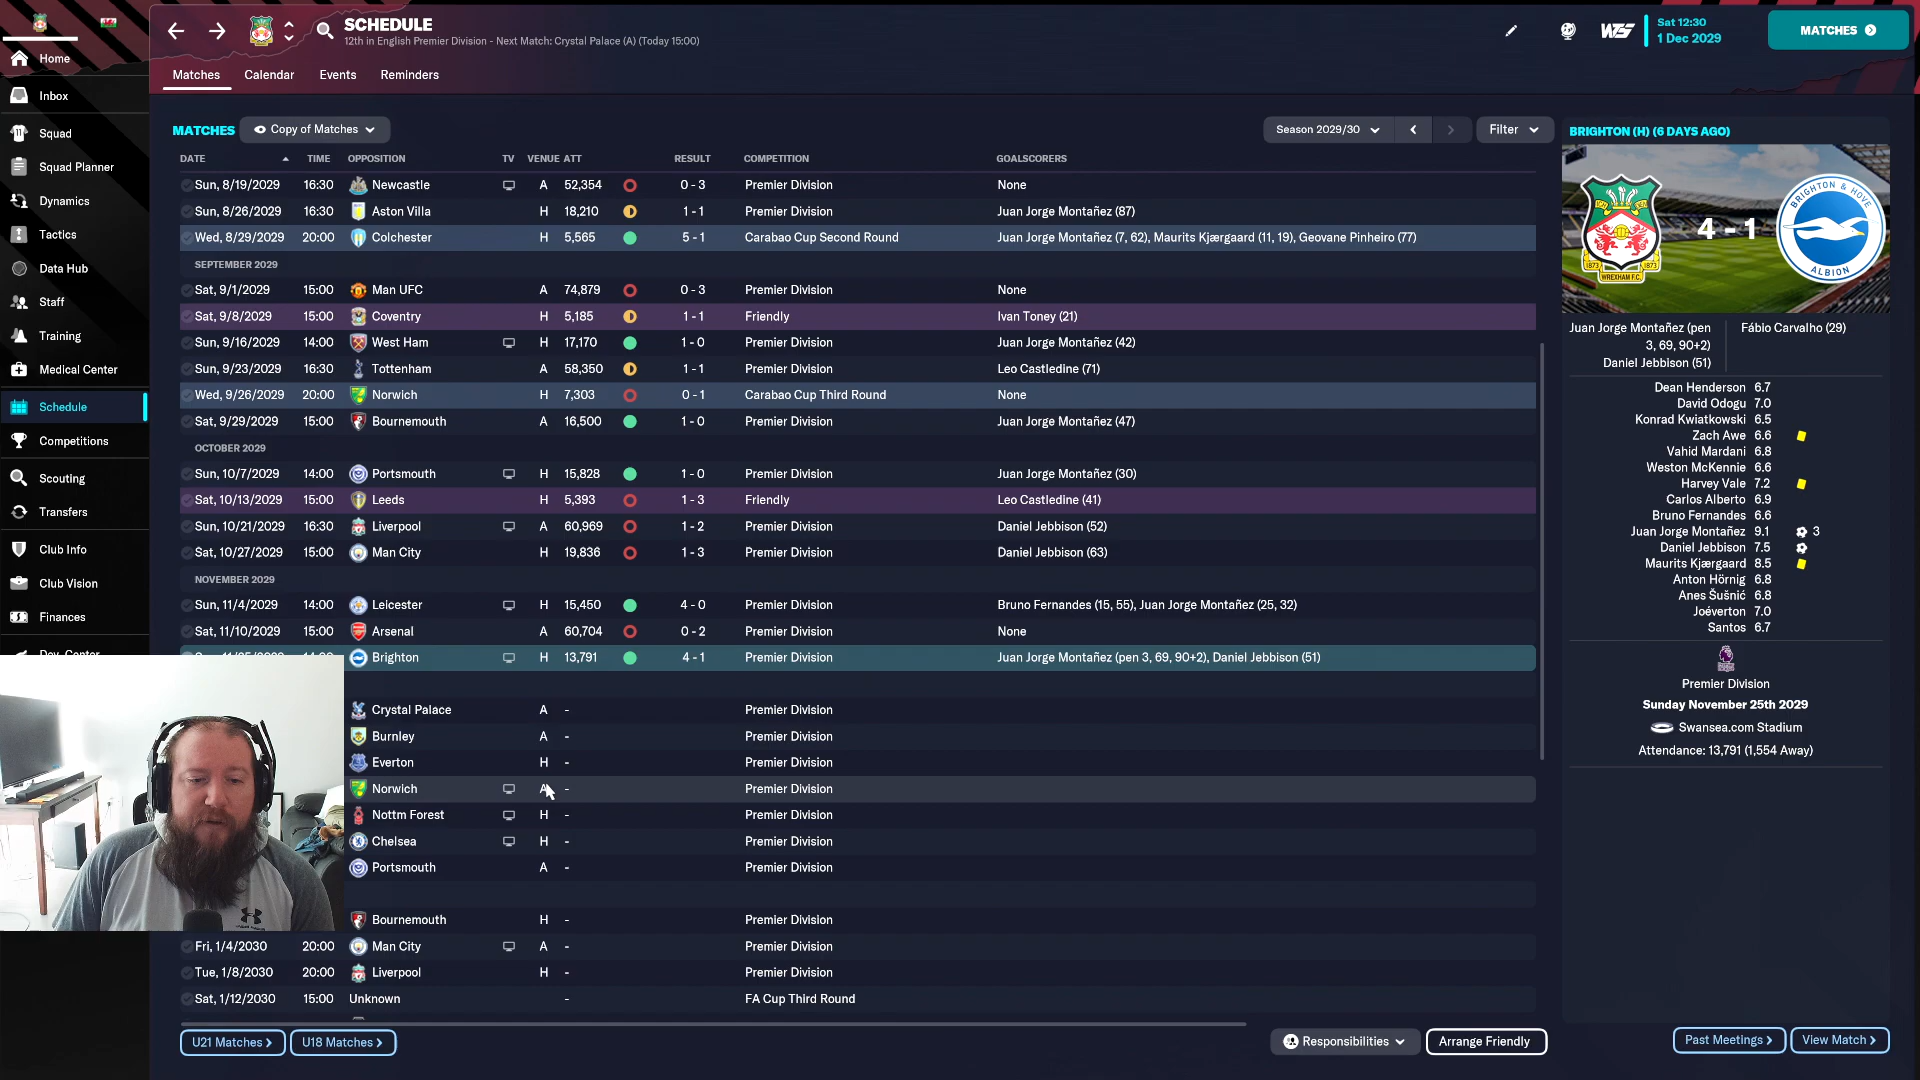 SCHEDULE
12th in English Premier Division - Next Match: Crystal Palace (A) (Today 15:00)
Sat 12:30
1 Dec 2029
MATCHES
Home
Inbox
Squad
Squad Planner
Dynamics
Tactics
Data Hub
Staff
Training
Medical Center
Schedule
Competitions
Scouting
Transfers
Club Info
Club Vision
Finances
Matches Calendar Events Reminders
MATCHES Copy of Matches Season 2029/30 Filter
DATE TIME OPPOSITION TV VENUE ATT RESULT COMPETITION GOALSCORERS
Sun, 8/19/2029 16:30 Newcastle A 52,354 0 - 3 Premier Division None
Sun, 8/26/2029 16:30 Aston Villa H 18,210 1 - 1 Premier Division Juan Jorge Montañez (87)
Wed, 8/29/2029 20:00 Colchester H 5,565 5 - 1 Carabao Cup Second Round Juan Jorge Montañez (7, 62), Maurits Kjærgaard (11, 19), Geovane Pinheiro (77)
SEPTEMBER 2029
Sat, 9/1/2029 15:00 Man UFC A 74,879 0 - 3 Premier Division None
Sat, 9/8/2029 15:00 Coventry H 5,185 1 - 1 Friendly Ivan Toney (21)
Sun, 9/16/2029 14:00 West Ham H 17,170 1 - 0 Premier Division Juan Jorge Montañez (42)
Sun, 9/23/2029 16:30 Tottenham A 58,350 1 - 1 Premier Division Leo Castledine (71)
Wed, 9/26/2029 20:00 Norwich H 7,303 0 - 1 Carabao Cup Third Round None
Sat, 9/29/2029 15:00 Bournemouth A 16,500 1 - 0 Premier Division Juan Jorge Montañez (47)
OCTOBER 2029
Sun, 10/7/2029 14:00 Portsmouth H 15,828 1 - 0 Premier Division Juan Jorge Montañez (30)
Sat, 10/13/2029 15:00 Leeds H 5,393 1 - 3 Friendly Leo Castledine (41)
Sun, 10/21/2029 16:30 Liverpool A 60,969 1 - 2 Premier Division Daniel Jebbison (52)
Sat, 10/27/2029 15:00 Man City H 19,836 1 - 3 Premier Division Daniel Jebbison (63)
NOVEMBER 2029
Sun, 11/4/2029 14:00 Leicester H 15,450 4 - 0 Premier Division Bruno Fernandes (15, 55), Juan Jorge Montañez (25, 32)
Sat, 11/10/2029 15:00 Arsenal A 60,704 0 - 2 Premier Division None
Brighton H 13,791 4 - 1 Premier Division Juan Jorge Montañez (pen 3, 69, 90+2), Daniel Jebbison (51)
Crystal Palace A - Premier Division
Burnley A - Premier Division
Everton H - Premier Division
Norwich A - Premier Division
Nottm Forest H - Premier Division
Chelsea H - Premier Division
Portsmouth A - Premier Division
Bournemouth H - Premier Division
Fri, 1/4/2030 20:00 Man City A - Premier Division
Tue, 1/8/2030 20:00 Liverpool H - Premier Division
Sat, 1/12/2030 15:00 Unknown - FA Cup Third Round
U21 Matches U18 Matches Responsibilities Arrange Friendly
BRIGHTON (H) (6 DAYS AGO)
1873 1873
WREXHAM F.C.
4 - 1
BRIGHTON & HOVE
ALBION
Juan Jorge Montañez (pen
3, 69, 90+2)
Daniel Jebbison (51)
Fábio Carvalho (29)
Dean Henderson 6.7
David Odogu 7.0
Konrad Kwiatkowski 6.5
Zach Awe 6.6
Vahid Mardani 6.8
Weston McKennie 6.6
Harvey Vale 7.2
Carlos Alberto 6.9
Bruno Fernandes 6.6
Juan Jorge Montañez 9.1 3
Daniel Jebbison 7.5
Maurits Kjærgaard 8.5
Anton Hörnig 6.8
Anes Šušnić 6.8
Joéverton 7.0
Santos 6.7
Premier Division
Sunday November 25th 2029
Swansea.com Stadium
Attendance: 13,791 (1,554 Away)
Past Meetings View Match